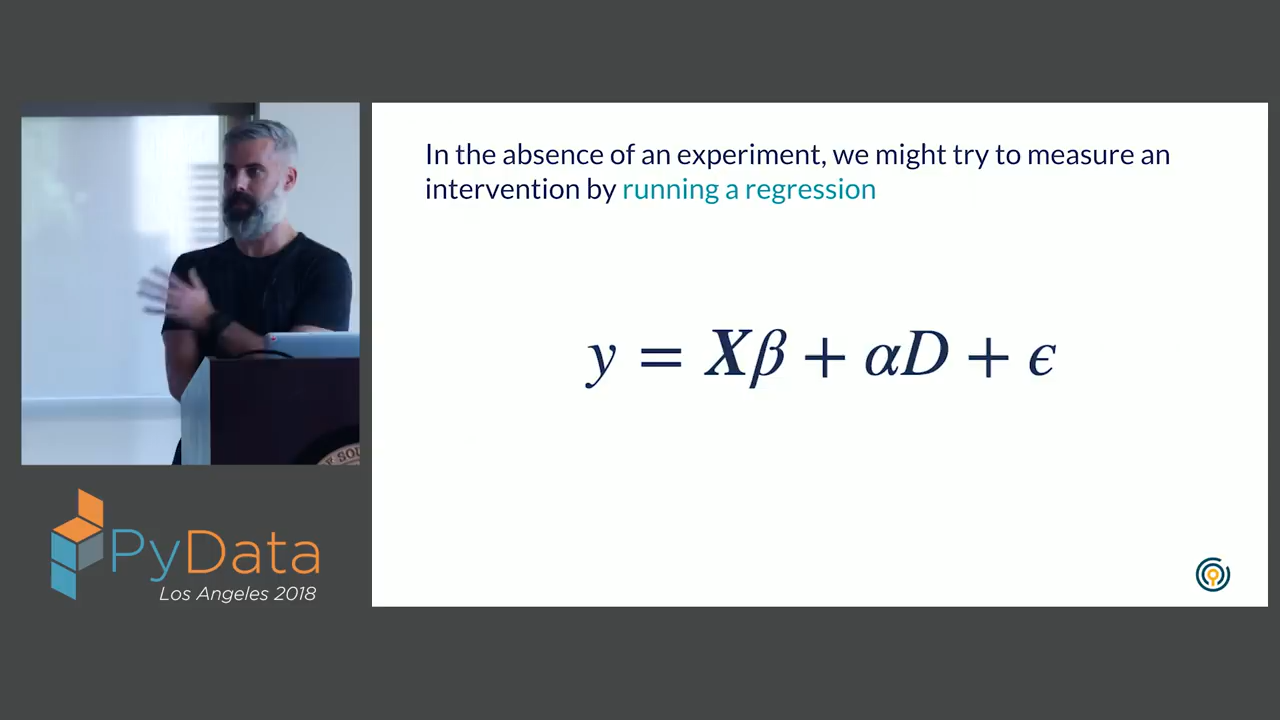 In the absence of an experiment, we might try to measure an
intervention by running a regression
y = Xβ + αD + ϵ
PyData
Los Angeles 2018